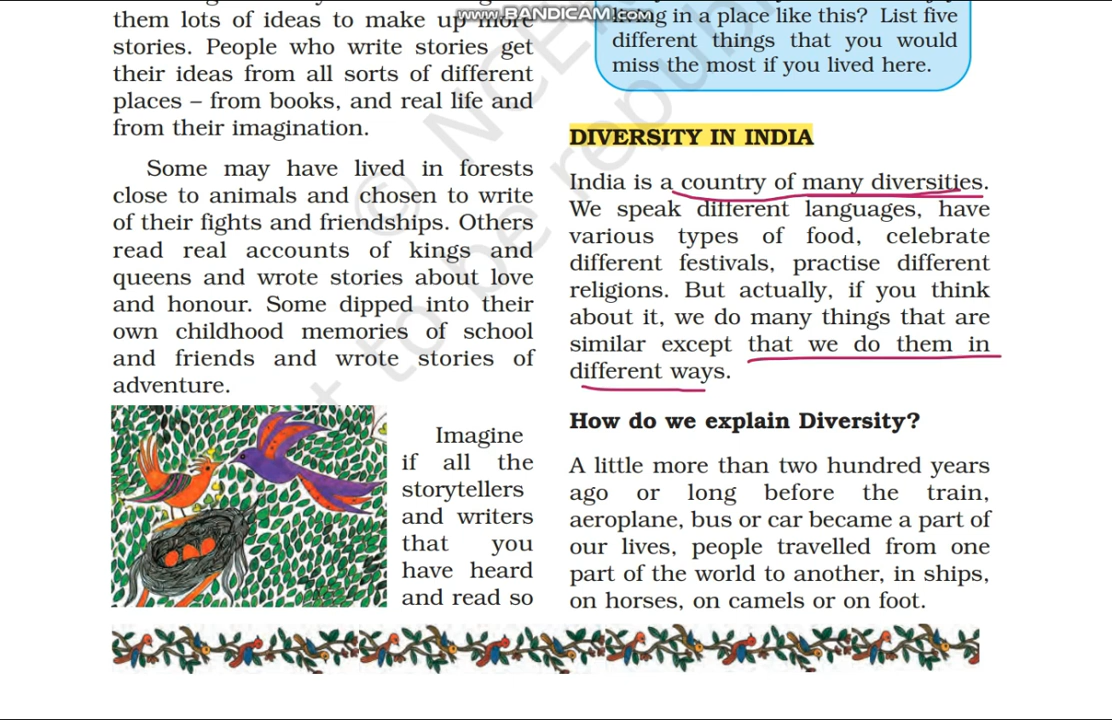 www.BANDICAM.com
them lots of ideas to make up more
stories. People who write stories get
their ideas from all sorts of different
places – from books, and real life and
from their imagination.
Some may have lived in forests
close to animals and chosen to write
of their fights and friendships. Others
read real accounts of kings and
queens and wrote stories about love
and honour. Some dipped into their
own childhood memories of school
and friends and wrote stories of
adventure.
Imagine
if all the
storytellers
and writers
that you
have heard
and read so
living in a place like this? List five
different things that you would
miss the most if you lived here.
DIVERSITY IN INDIA
India is a country of many diversities.
We speak different languages, have
various types of food, celebrate
different festivals, practise different
religions. But actually, if you think
about it, we do many things that are
similar except that we do them in
different ways.
How do we explain Diversity?
A little more than two hundred years
ago or long before the train,
aeroplane, bus or car became a part of
our lives, people travelled from one
part of the world to another, in ships,
on horses, on camels or on foot.